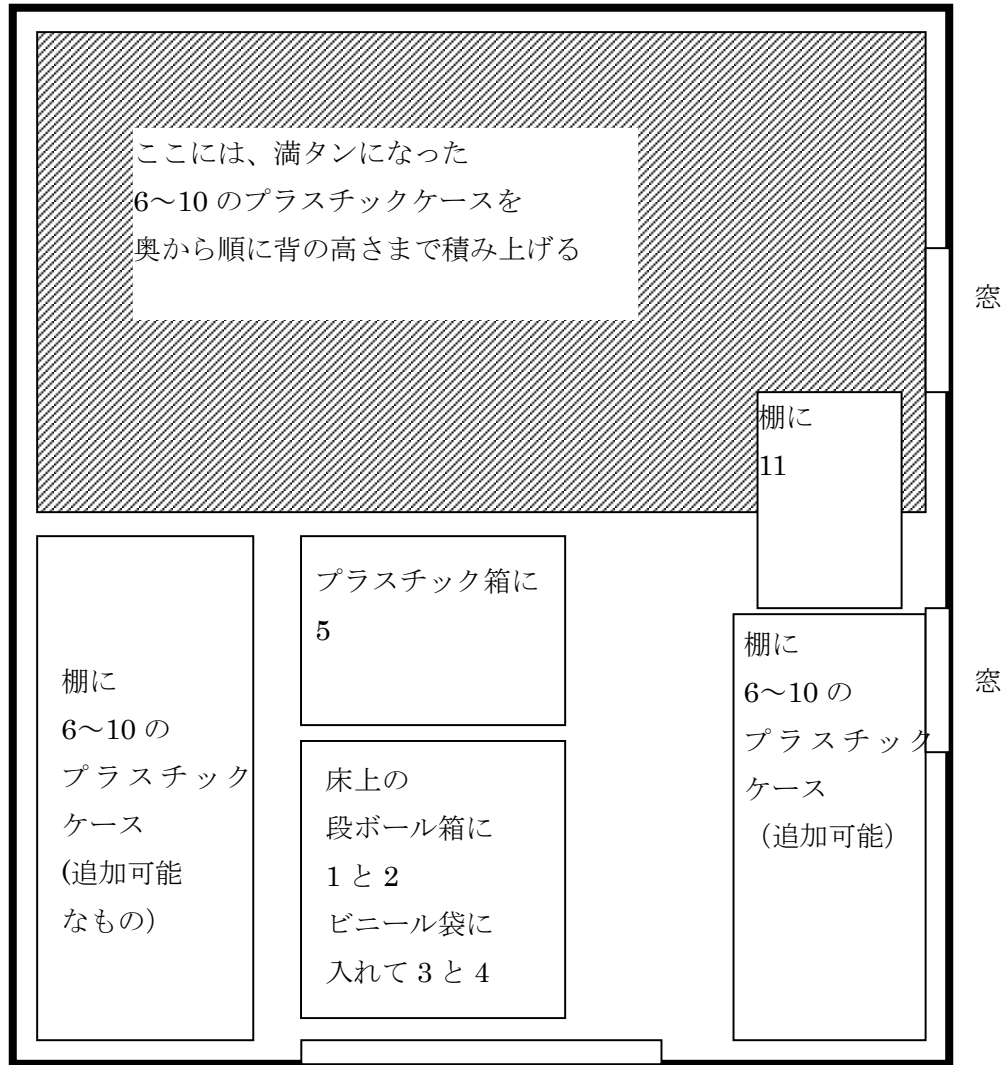 ここには、満タンになった
6～10 のプラスチックケースを
奥から順に背の高さまで積み上げる
窓
棚に
11
プラスチック箱に
5
棚に
6～10 の
プラスチック
ケース
(追加可能
なもの）
床上の
段ボール箱に
1 と 2
ビニール袋に
入れて 3 と 4
棚に
6～10 の
プラスチック
ケース
（追加可能）
窓